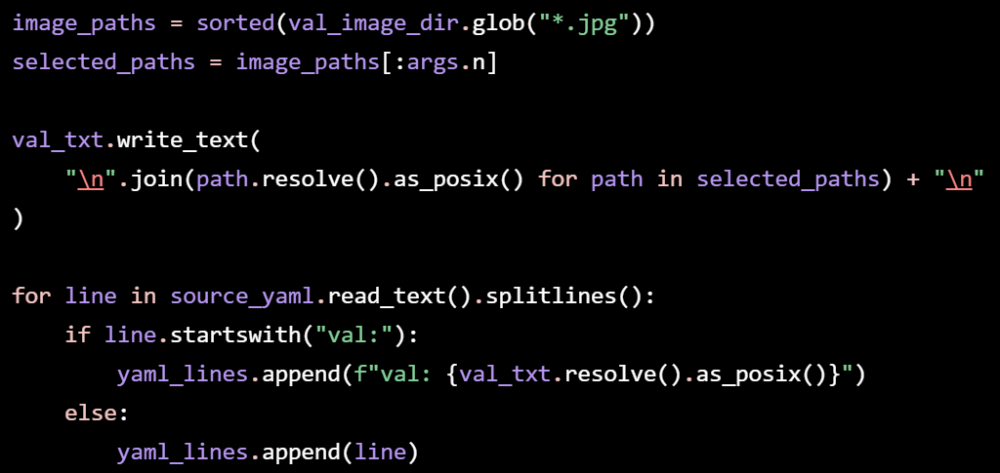 image_paths = sorted(val_image_dir.glob("*.jpg"))
selected_paths = image_paths[:args.n]

val_txt.write_text(
    "\n".join(path.resolve().as_posix() for path in selected_paths) + "\n"
)

for line in source_yaml.read_text().splitlines():
    if line.startswith("val:"):
        yaml_lines.append(f"val: {val_txt.resolve().as_posix()}")
    else:
        yaml_lines.append(line)